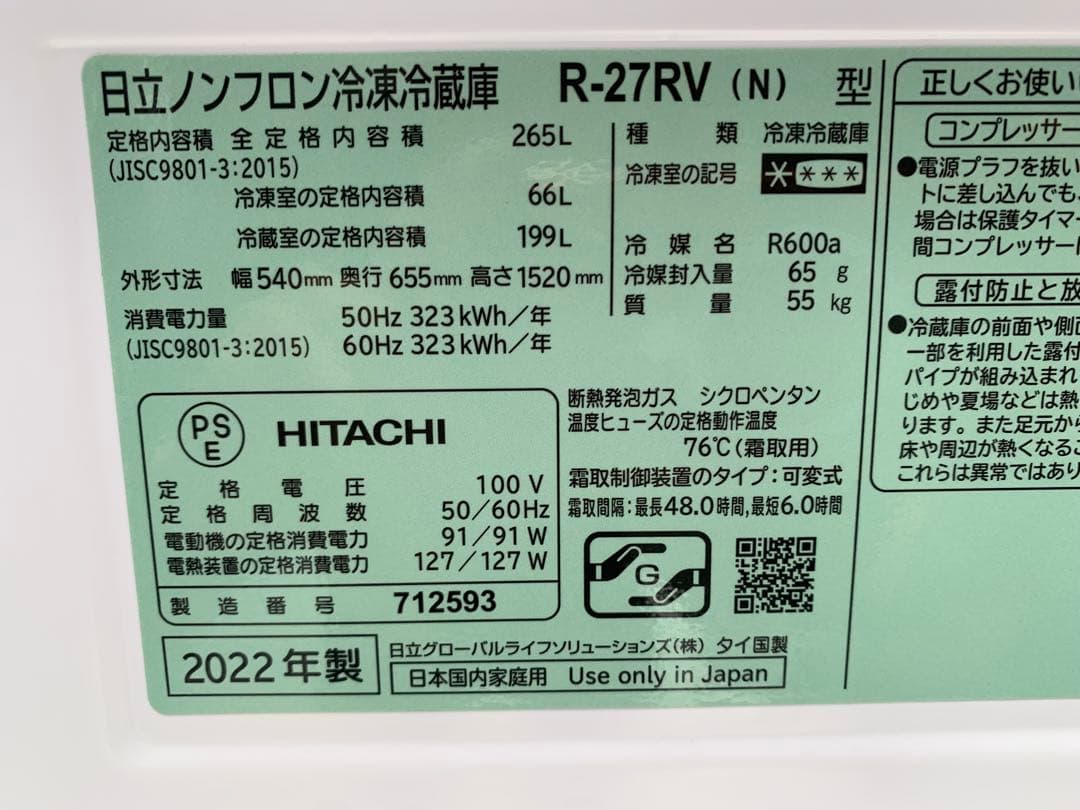 日立ノンフロン冷凍冷蔵庫 R-27RV (N) 型
定格内容積 全定格内容積 265L
(JISC9801-3:2015)
冷凍室の定格内容積 66L
冷蔵室の定格内容積 199L
外形寸法 幅540mm 奥行655mm 高さ1520mm
消費電力量 50Hz 323kWh/年
(JISC9801-3:2015) 60Hz 323kWh/年
種類 冷凍冷蔵庫
冷凍室の記号 * ***
冷媒名 R600a
冷媒封入量 65 g
質量 55 kg
PS
E
HITACHI
定格電圧 100 V
定格周波数 50/60Hz
電動機の定格消費電力 91/91 W
電熱装置の定格消費電力 127/127 W
製造番号 712593
断熱発泡ガス シクロペンタン
温度ヒューズの定格動作温度
76℃(霜取用)
霜取制御装置のタイプ:可変式
霜取間隔:最長48.0時間,最短6.0時間
G
2022年製
日立グローバルライフソリューションズ(株) タイ国製
日本国内家庭用 Use only in Japan
正しくお使い
コンプレッサー
●電源プラフを抜い
トに差し込んでも
場合は保護タイマー
間コンプレッサーに
露付防止と放
●冷蔵庫の前面や側面
一部を利用した露付
パイプが組み込まれ
じめや夏場などは熱
ります。また足元から
床や周辺が熱くなるこ
これらは異常ではあり